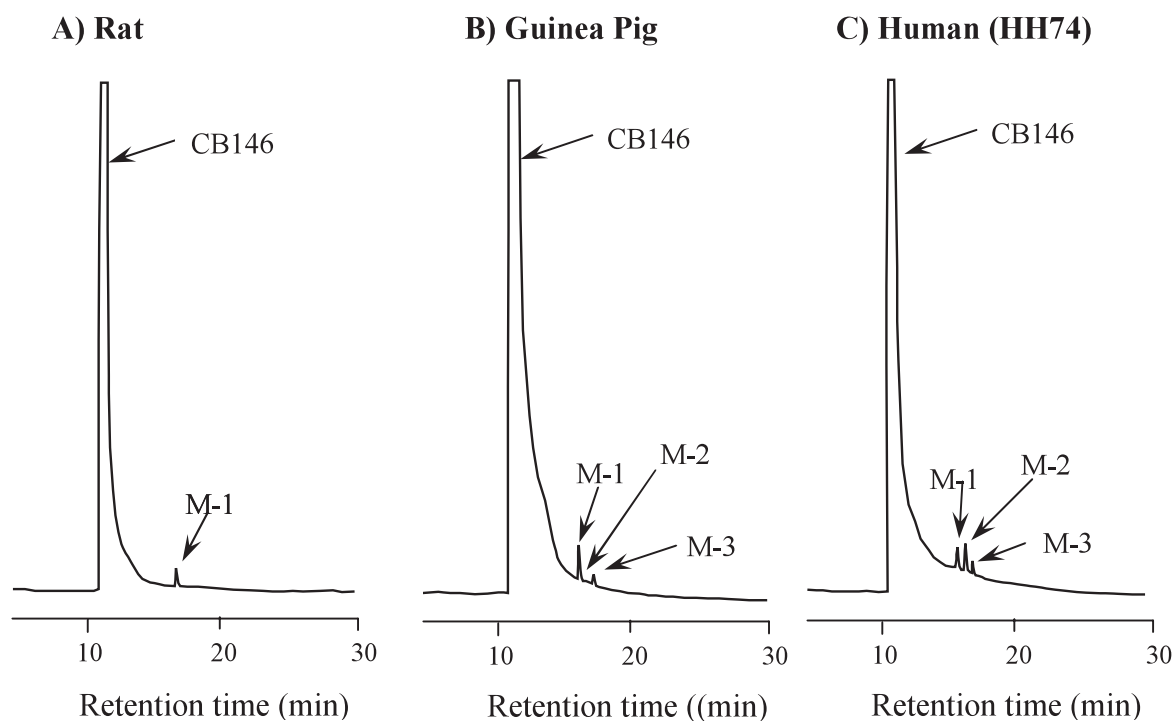 A) Rat
CB146
M-1
10 20 30
Retention time (min)
B) Guinea Pig
CB146
M-2
M-1
M-3
10 20 30
Retention time ((min)
C) Human (HH74)
CB146
M-2
M-1
M-3
10 20 30
Retention time (min)